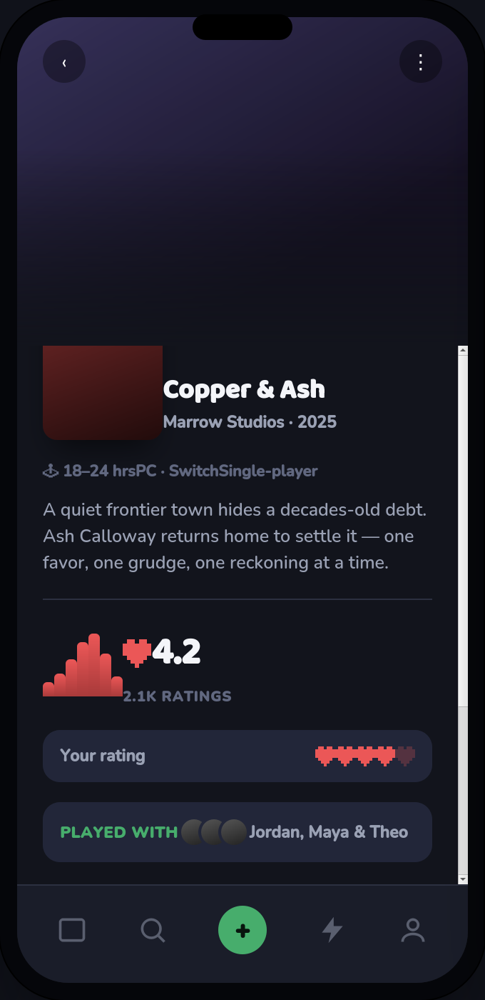 Copper & Ash
Marrow Studios · 2025
18–24 hrsPC · SwitchSingle-player
A quiet frontier town hides a decades-old debt.
Ash Calloway returns home to settle it — one
favor, one grudge, one reckoning at a time.
4.2
2.1K RATINGS
Your rating
PLAYED WITH Jordan, Maya & Theo